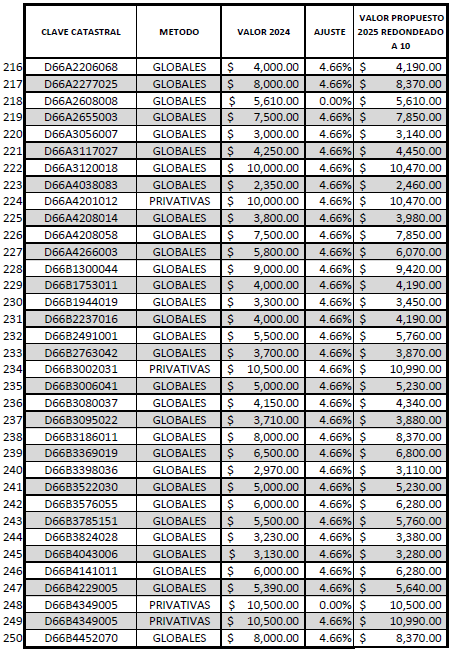 CLAVE CATASTRAL METODO VALOR 2024 AJUSTE VALOR PROPUESTO 2025 REDONDEADO A 10
216 D66A2206068 GLOBALES $ 4,000.00 4.66% $ 4,190.00
217 D66A2277025 GLOBALES $ 8,000.00 4.66% $ 8,370.00
218 D66A2608008 GLOBALES $ 5,610.00 0.00% $ 5,610.00
219 D66A2655003 GLOBALES $ 7,500.00 4.66% $ 7,850.00
220 D66A3056007 GLOBALES $ 3,000.00 4.66% $ 3,140.00
221 D66A3117027 GLOBALES $ 4,250.00 4.66% $ 4,450.00
222 D66A3120018 GLOBALES $ 10,000.00 4.66% $ 10,470.00
223 D66A4038083 GLOBALES $ 2,350.00 4.66% $ 2,460.00
224 D66A4201012 PRIVATIVAS $ 10,000.00 4.66% $ 10,470.00
225 D66A4208014 GLOBALES $ 3,800.00 4.66% $ 3,980.00
226 D66A4208058 GLOBALES $ 7,500.00 4.66% $ 7,850.00
227 D66A4266003 GLOBALES $ 5,800.00 4.66% $ 6,070.00
228 D66B1300044 GLOBALES $ 9,000.00 4.66% $ 9,420.00
229 D66B1753011 GLOBALES $ 4,000.00 4.66% $ 4,190.00
230 D66B1944019 GLOBALES $ 3,300.00 4.66% $ 3,450.00
231 D66B2237016 GLOBALES $ 4,000.00 4.66% $ 4,190.00
232 D66B2491001 GLOBALES $ 5,500.00 4.66% $ 5,760.00
233 D66B2763042 GLOBALES $ 3,700.00 4.66% $ 3,870.00
234 D66B3002031 PRIVATIVAS $ 10,500.00 4.66% $ 10,990.00
235 D66B3006041 GLOBALES $ 5,000.00 4.66% $ 5,230.00
236 D66B3080037 GLOBALES $ 4,150.00 4.66% $ 4,340.00
237 D66B3095022 GLOBALES $ 3,710.00 4.66% $ 3,880.00
238 D66B3186011 GLOBALES $ 8,000.00 4.66% $ 8,370.00
239 D66B3369019 GLOBALES $ 6,500.00 4.66% $ 6,800.00
240 D66B3398036 GLOBALES $ 2,970.00 4.66% $ 3,110.00
241 D66B3522030 GLOBALES $ 5,000.00 4.66% $ 5,230.00
242 D66B3576055 GLOBALES $ 6,000.00 4.66% $ 6,280.00
243 D66B3785151 GLOBALES $ 5,500.00 4.66% $ 5,760.00
244 D66B3824028 GLOBALES $ 3,230.00 4.66% $ 3,380.00
245 D66B4043006 GLOBALES $ 3,130.00 4.66% $ 3,280.00
246 D66B4141011 GLOBALES $ 6,000.00 4.66% $ 6,280.00
247 D66B4229005 GLOBALES $ 5,390.00 4.66% $ 5,640.00
248 D66B4349005 PRIVATIVAS $ 10,500.00 0.00% $ 10,500.00
249 D66B4349005 PRIVATIVAS $ 10,500.00 4.66% $ 10,990.00
250 D66B4452070 GLOBALES $ 8,000.00 4.66% $ 8,370.00